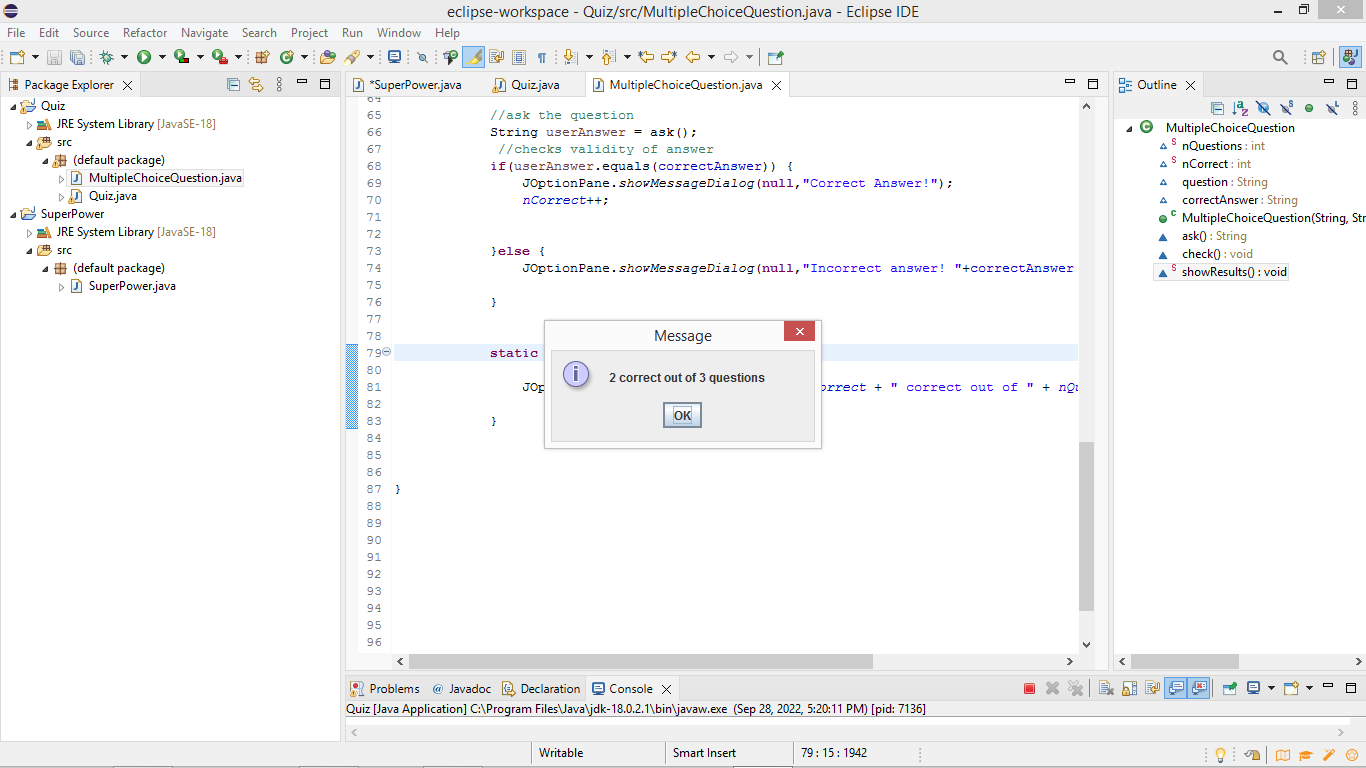 eclipse-workspace - Quiz/src/MultipleChoiceQuestion.java - Eclipse IDE
File Edit Source Refactor Navigate Search Project Run Window Help
Package Explorer
Quiz
JRE System Library [JavaSE-18]
src
(default package)
MultipleChoiceQuestion.java
Quiz.java
SuperPower
JRE System Library [JavaSE-18]
src
(default package)
SuperPower.java
*SuperPower.java Quiz.java MultipleChoiceQuestion.java
64
65 //ask the question
66 String userAnswer = ask();
67 //checks validity of answer
68 if(userAnswer.equals(correctAnswer)) {
69 JOptionPane.showMessageDialog(null,"Correct Answer!");
70 nCorrect++;
71
72
73 }else {
74 JOptionPane.showMessageDialog(null,"Incorrect answer! "+correctAnswer
75
76 }
77
78
79 static
80
81 JOp orrect + " correct out of " + nQu
82
83 }
84
85
86
87 }
88
89
90
91
92
93
94
95
96
Message
2 correct out of 3 questions
OK
Outline
MultipleChoiceQuestion
nQuestions : int
nCorrect : int
question : String
correctAnswer : String
MultipleChoiceQuestion(String, Str
ask() : String
check() : void
showResults() : void
Problems @ Javadoc Declaration Console
Quiz [Java Application] C:\Program Files\Java\jdk-18.0.2.1\bin\javaw.exe (Sep 28, 2022, 5:20:11 PM) [pid: 7136]
Writable Smart Insert 79 : 15 : 1942